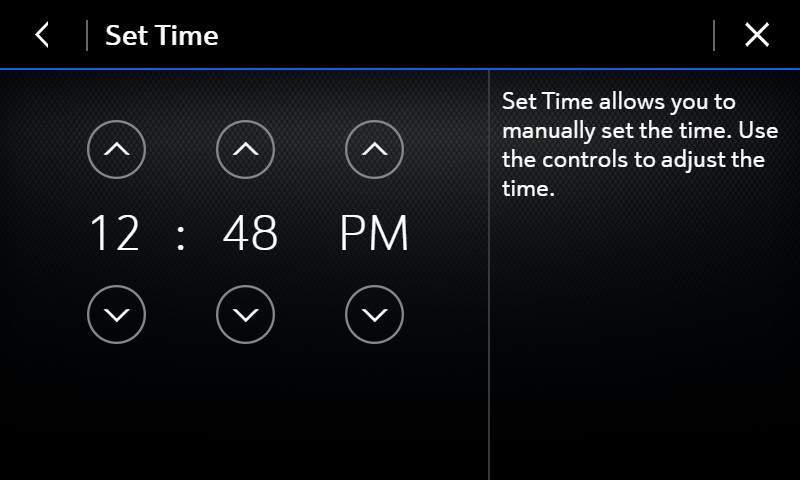 Set Time
12 : 48 PM
Set Time allows you to
manually set the time. Use
the controls to adjust the
time.